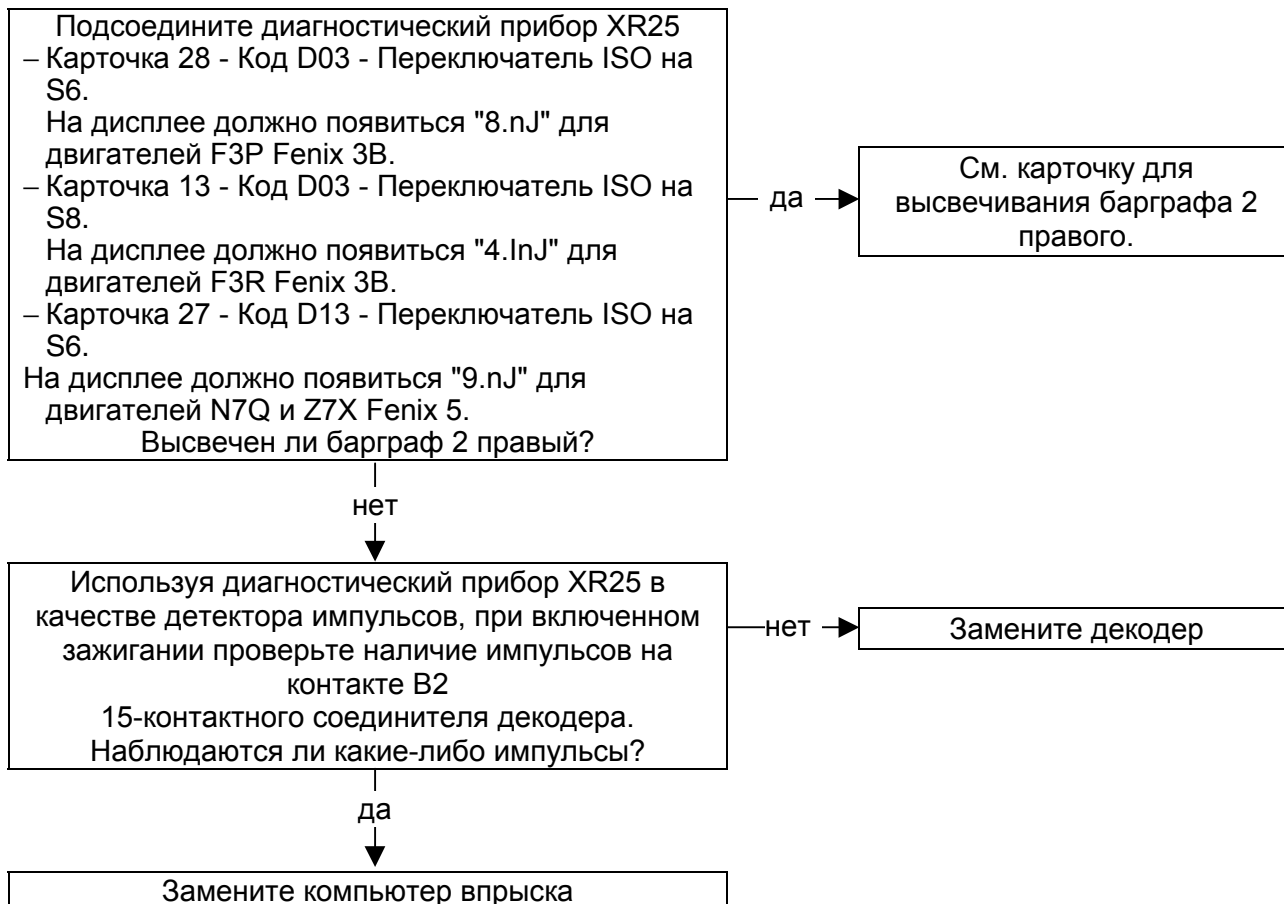 Подсоедините диагностический прибор XR25
– Карточка 28 - Код D03 - Переключатель ISO на
S6.
На дисплее должно появиться "8.nJ" для
двигателей F3P Fenix 3B.
– Карточка 13 - Код D03 - Переключатель ISO на
S8.
На дисплее должно появиться "4.InJ" для
двигателей F3R Fenix 3B.
– Карточка 27 - Код D13 - Переключатель ISO на
S6.
На дисплее должно появиться "9.nJ" для
двигателей N7Q и Z7X Fenix 5.
Высвечен ли барграф 2 правый?
да
См. карточку для
высвечивания барграфа 2
правого.
нет
Используя диагностический прибор XR25 в
качестве детектора импульсов, при включенном
зажигании проверьте наличие импульсов на
контакте B2
15-контактного соединителя декодера.
Наблюдаются ли какие-либо импульсы?
нет
Замените декодер
да
Замените компьютер впрыска